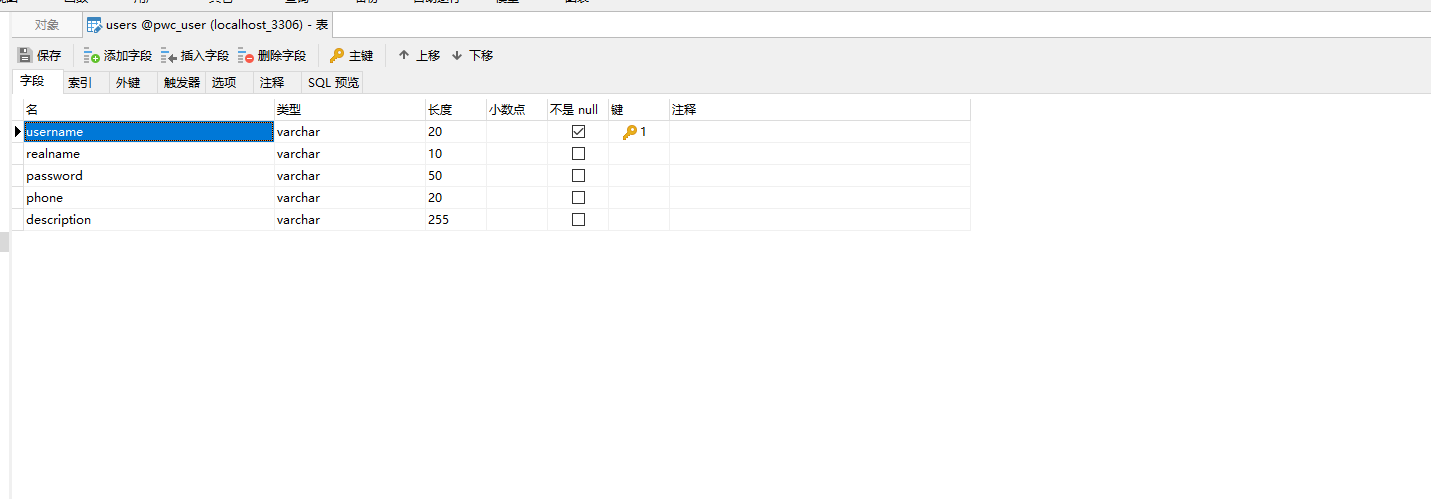 对象 users @pwc_user (localhost_3306) - 表
保存 添加字段 插入字段 删除字段 主键 上移 下移
字段 索引 外键 触发器 选项 注释 SQL 预览
名 类型 长度 小数点 不是 null 键 注释
username varchar 20 1
realname varchar 10
password varchar 50
phone varchar 20
description varchar 255